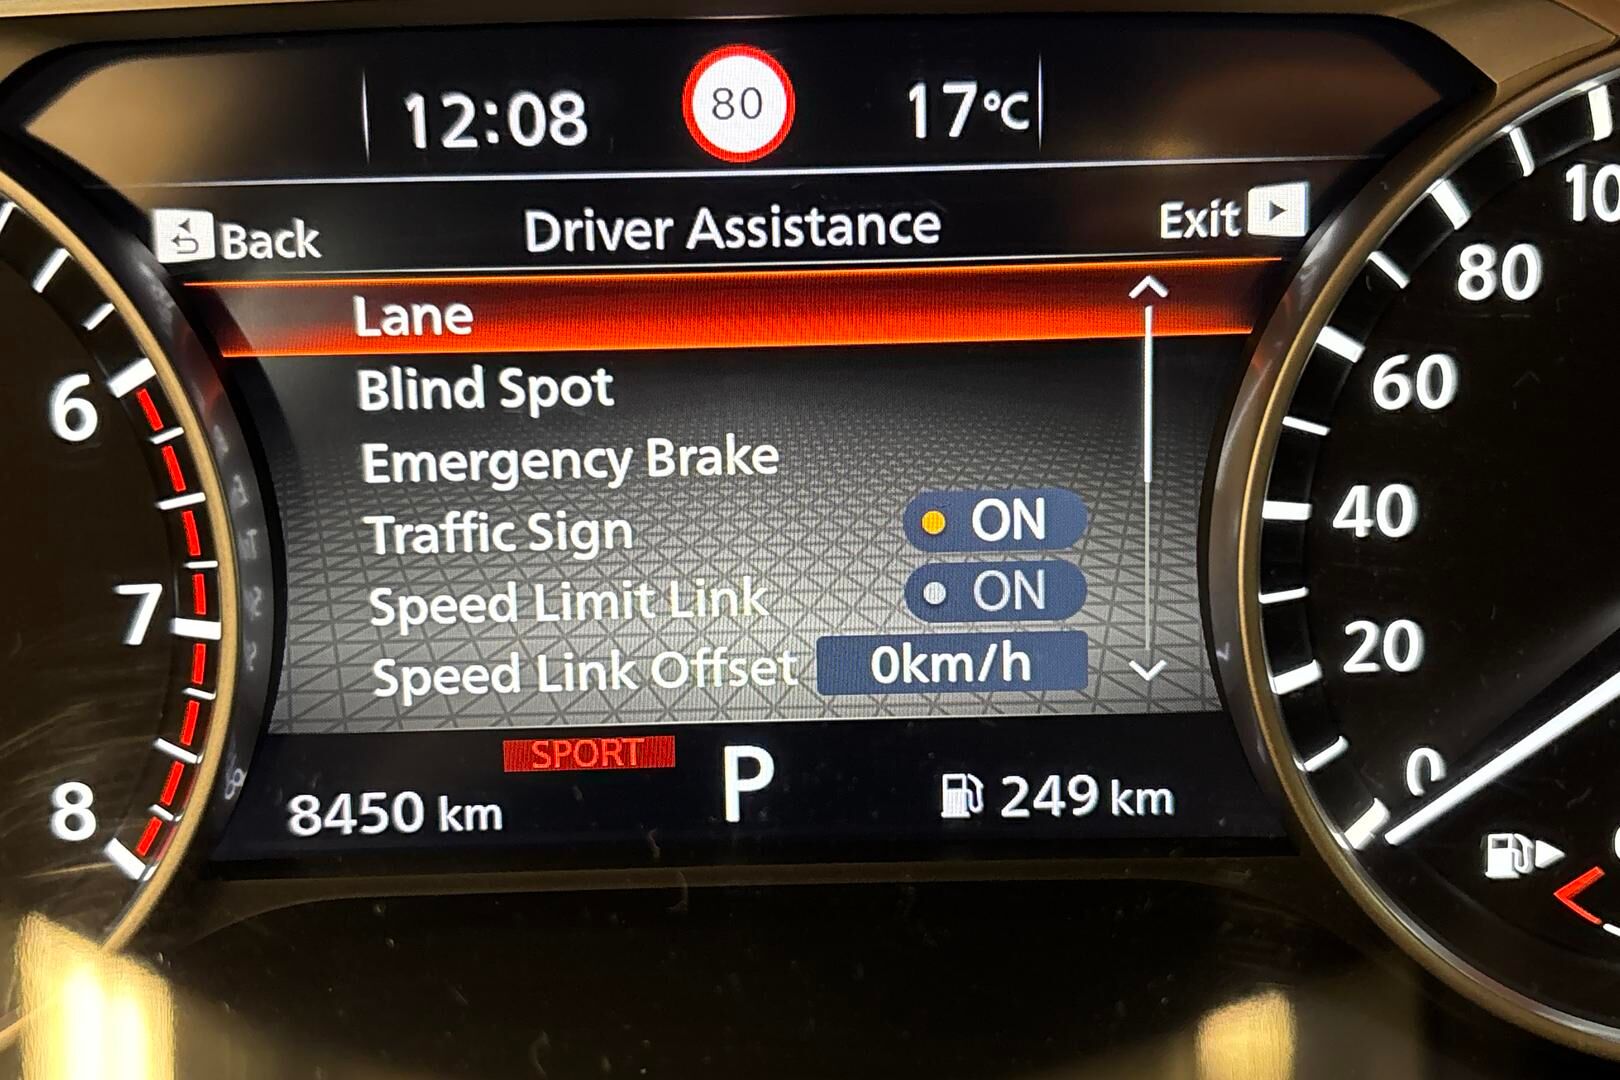 12:08 80 17°C
Back Driver Assistance Exit
Lane
Blind Spot
Emergency Brake
Traffic Sign ON
Speed Limit Link ON
Speed Link Offset 0km/h
SPORT
8450 km P 249 km
6
7
8
100
80
60
40
20
0